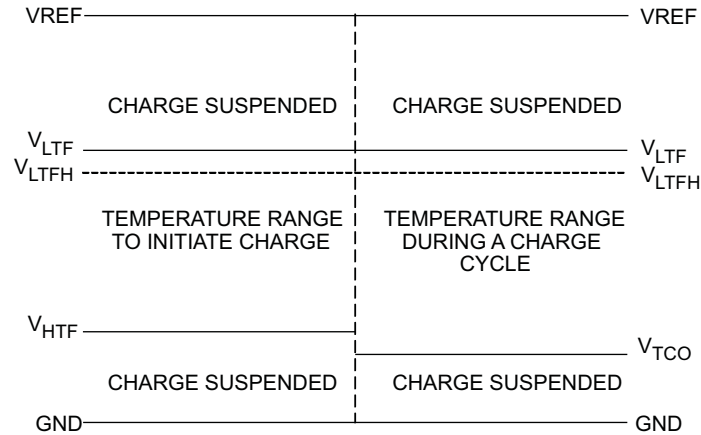 VREF VREF
CHARGE SUSPENDED CHARGE SUSPENDED
VLTF VLTF
VLTFH VLTFH
TEMPERATURE RANGE TEMPERATURE RANGE
TO INITIATE CHARGE DURING A CHARGE
CYCLE
VHTF
VTCO
CHARGE SUSPENDED CHARGE SUSPENDED
GND GND